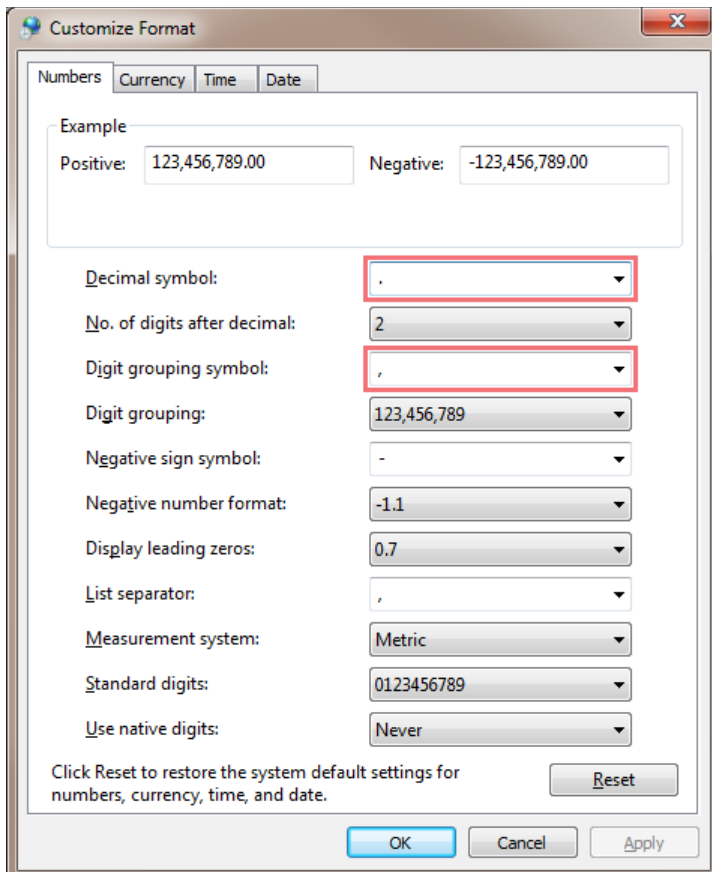 Customize Format
Numbers Currency Time Date
Example
Positive: 123,456,789.00 Negative: -123,456,789.00
Decimal symbol: .
No. of digits after decimal: 2
Digit grouping symbol: ,
Digit grouping: 123,456,789
Negative sign symbol: -
Negative number format: -1.1
Display leading zeros: 0.7
List separator: ,
Measurement system: Metric
Standard digits: 0123456789
Use native digits: Never
Click Reset to restore the system default settings for
numbers, currency, time, and date.
Reset
OK Cancel Apply